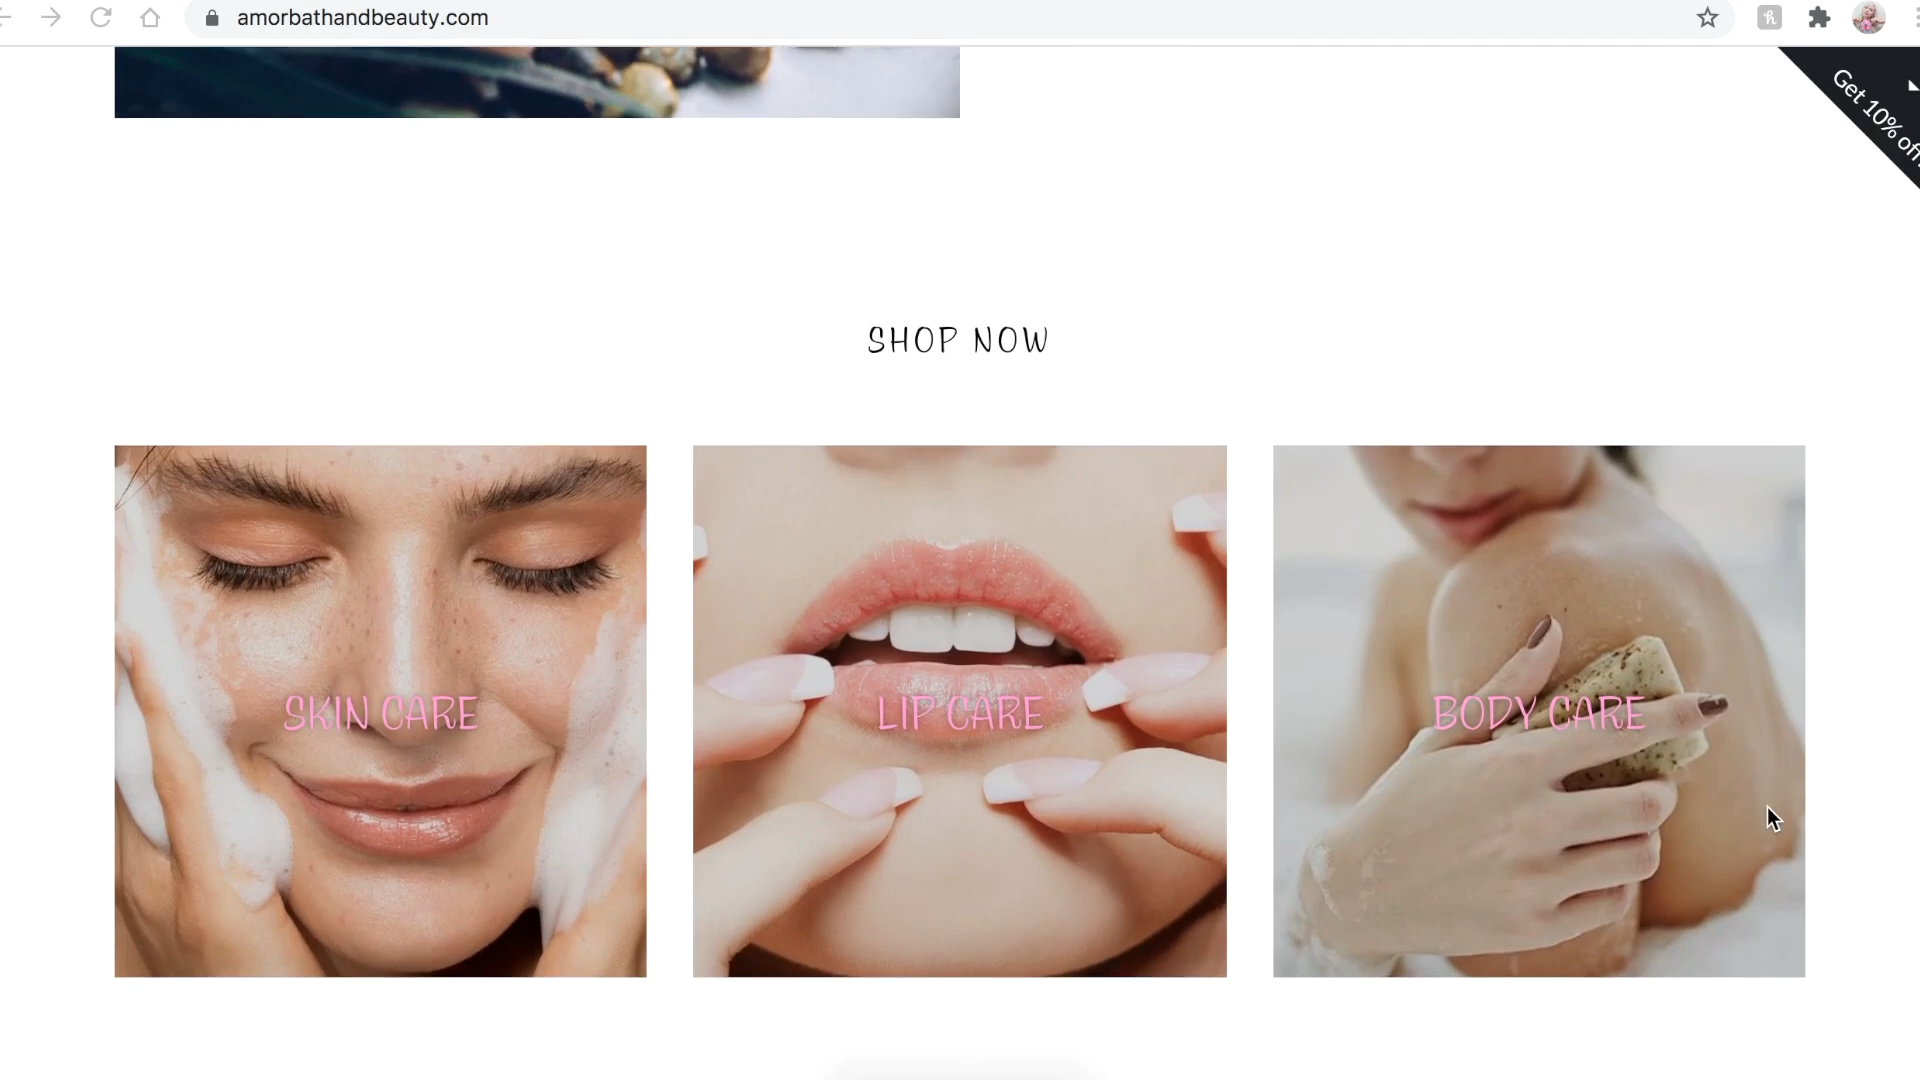 amorbathandbeauty.com
Get 10% off
SHOP NOW
SKIN CARE
LIP CARE
BODY CARE